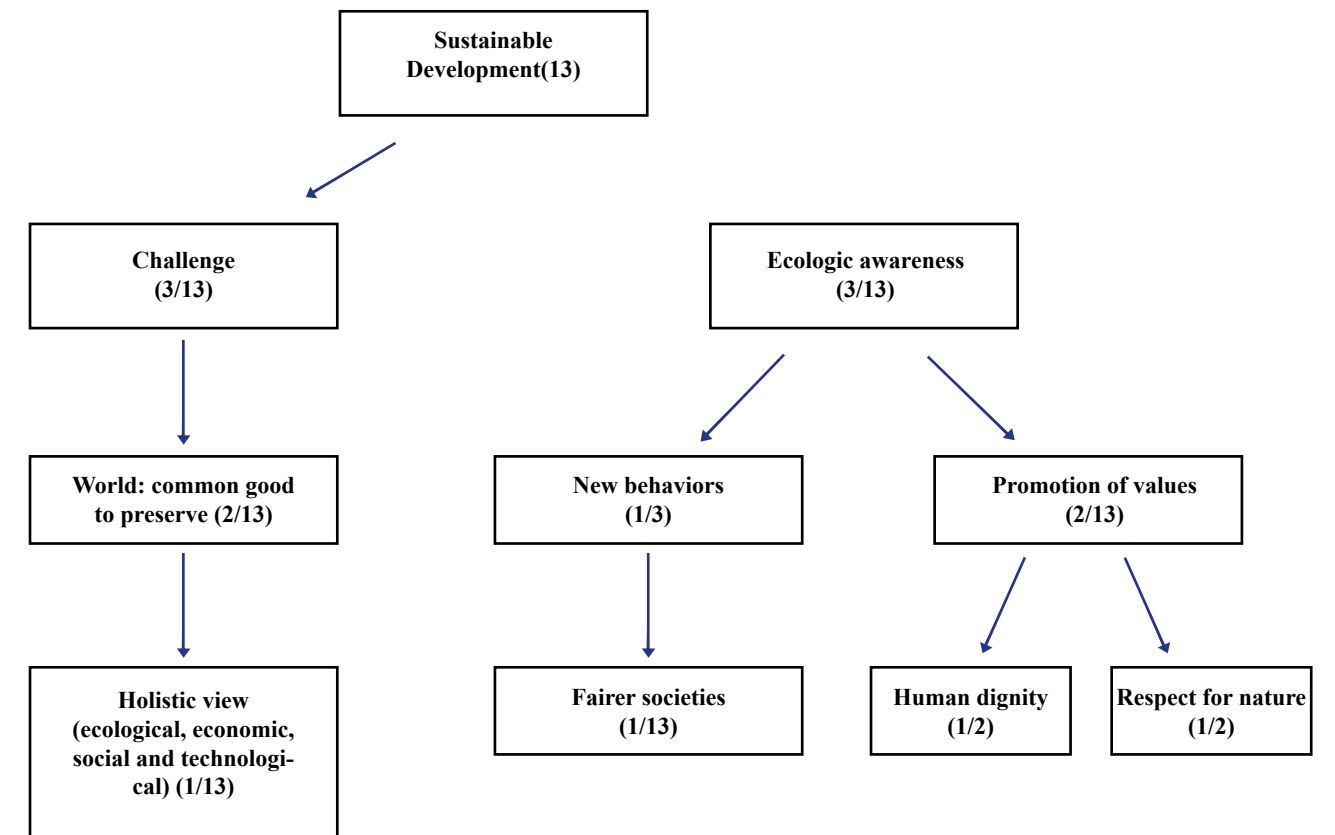 Sustainable
Development(13)
Challenge
(3/13)
Ecologic awareness
(3/13)
World: common good
to preserve (2/13)
New behaviors
(1/3)
Promotion of values
(2/13)
Holistic view
(ecological, economic,
social and technologi-
cal) (1/13)
Fairer societies
(1/13)
Human dignity
(1/2)
Respect for nature
(1/2)